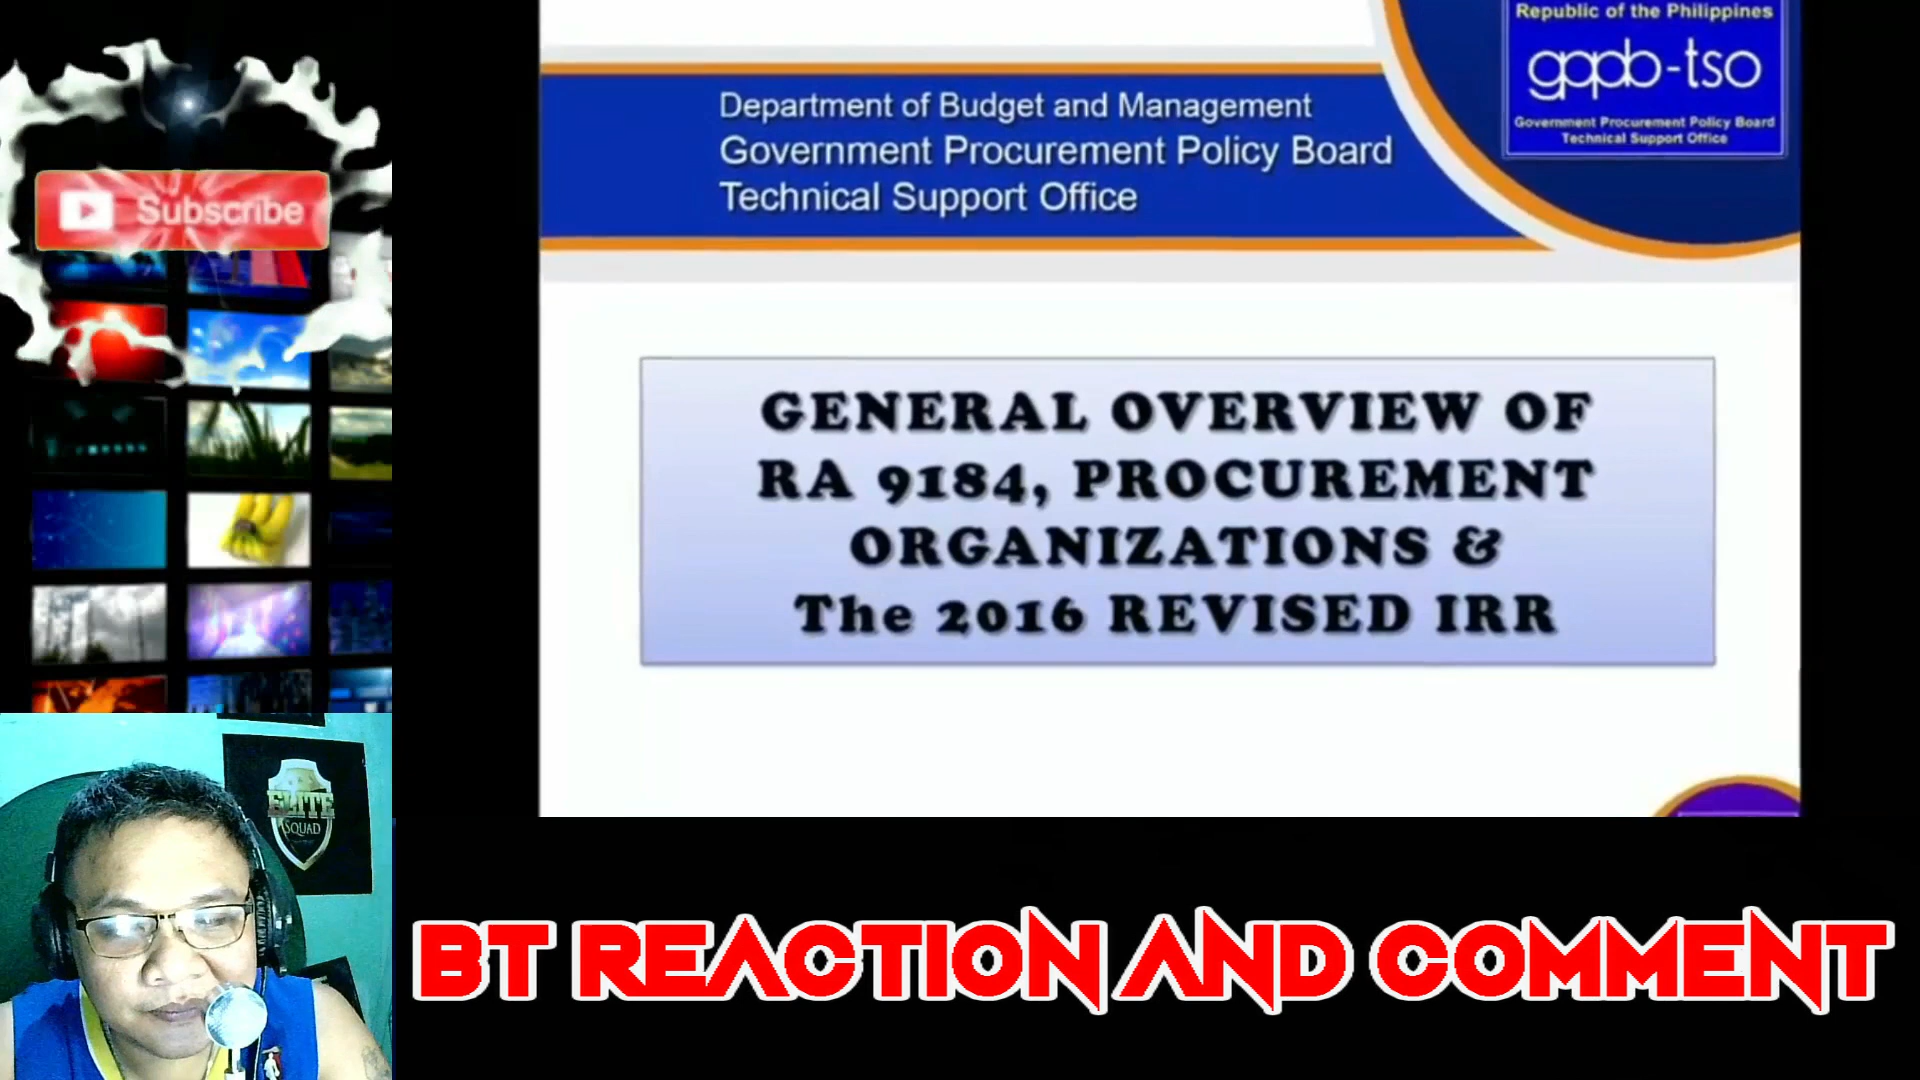 Republic of the Philippines
gppb-tso
Government Procurement Policy Board
Technical Support Office
Department of Budget and Management
Government Procurement Policy Board
Technical Support Office
Subscribe
GENERAL OVERVIEW OF
RA 9184, PROCUREMENT
ORGANIZATIONS &
The 2016 REVISED IRR
ELITE
SQUAD
BT REACTION AND COMMENT